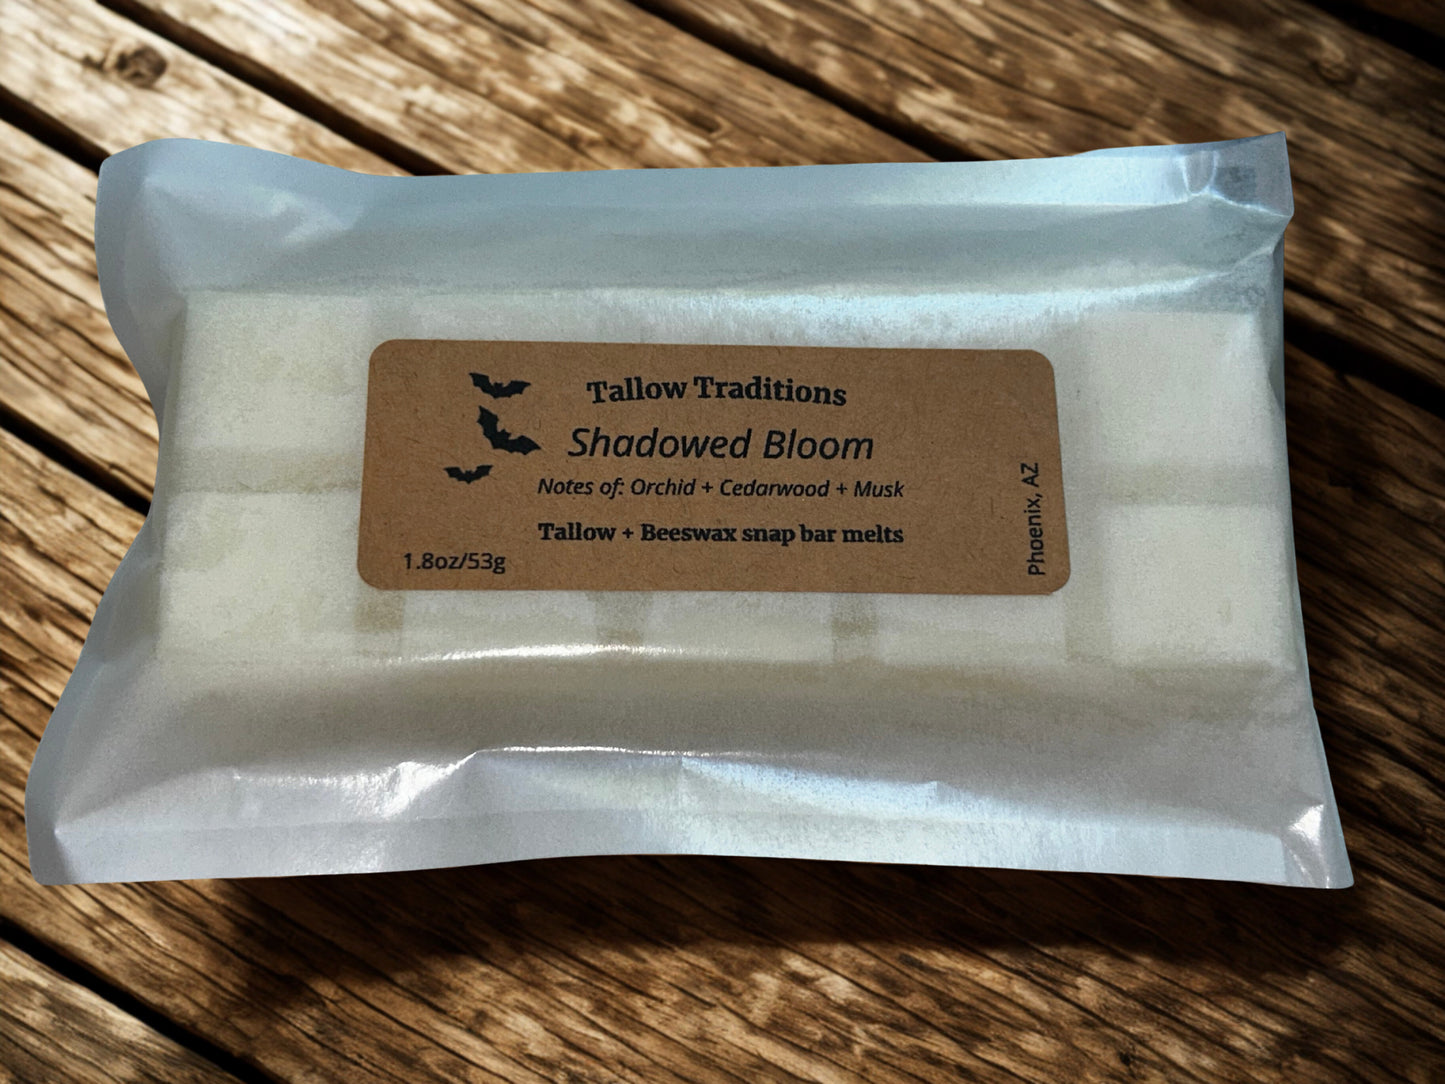 Tallow Traditions
Shadowed Bloom
Notes of: Orchid + Cedarwood + Musk
Tallow + Beeswax snap bar melts
1.8oz/53g
Phoenix, AZ